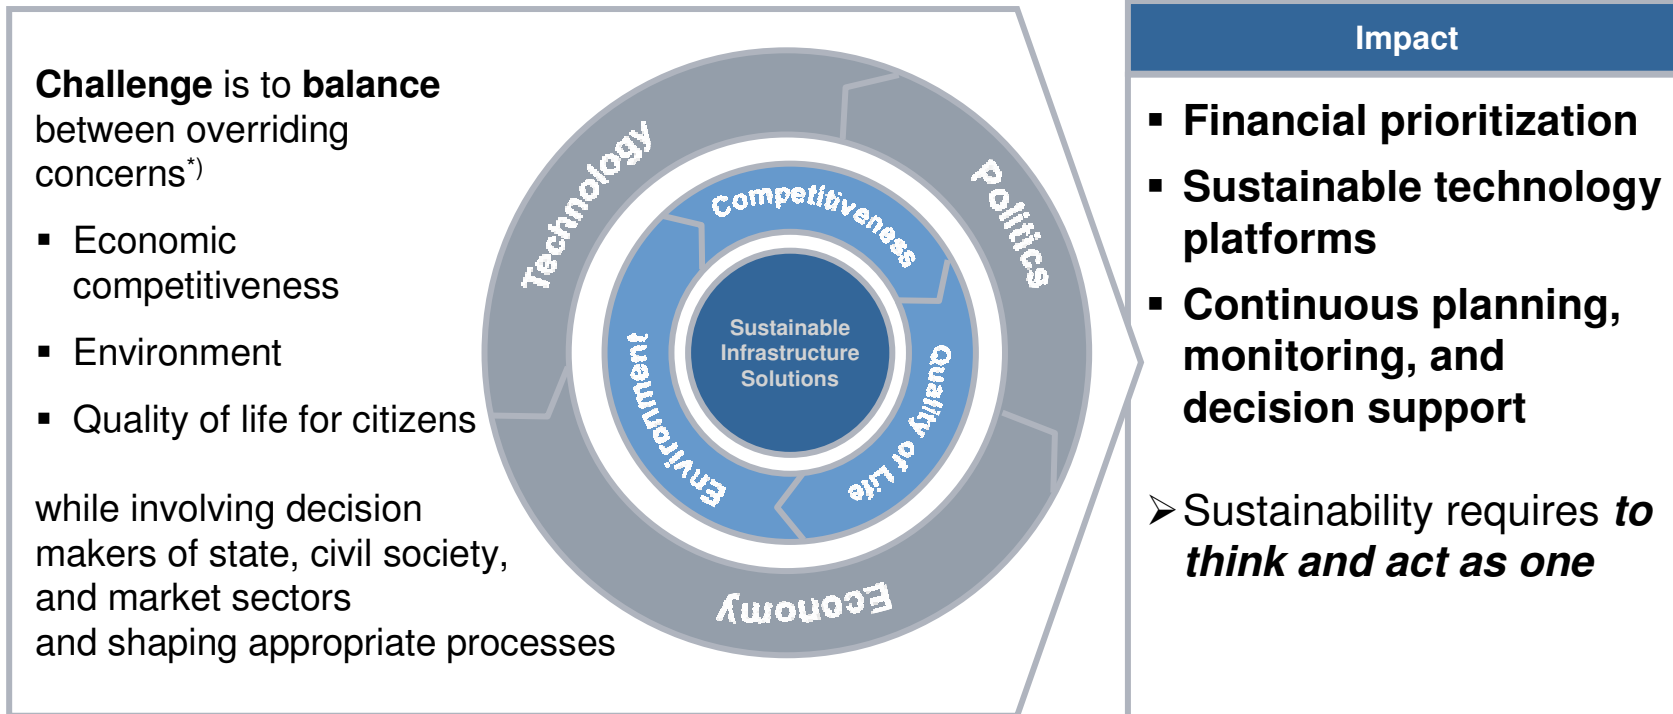 Challenge is to balance
between overriding
concerns*)
▪ Economic
competitiveness
▪ Environment
▪ Quality of life for citizens
while involving decision
makers of state, civil society,
and market sectors
and shaping appropriate processes
Technology
Politics
Economy
Competitiveness
Quality of Life
Environment
Sustainable
Infrastructure
Solutions
Impact
▪ Financial prioritization
▪ Sustainable technology
platforms
▪ Continuous planning,
monitoring, and
decision support
➢ Sustainability requires to
think and act as one